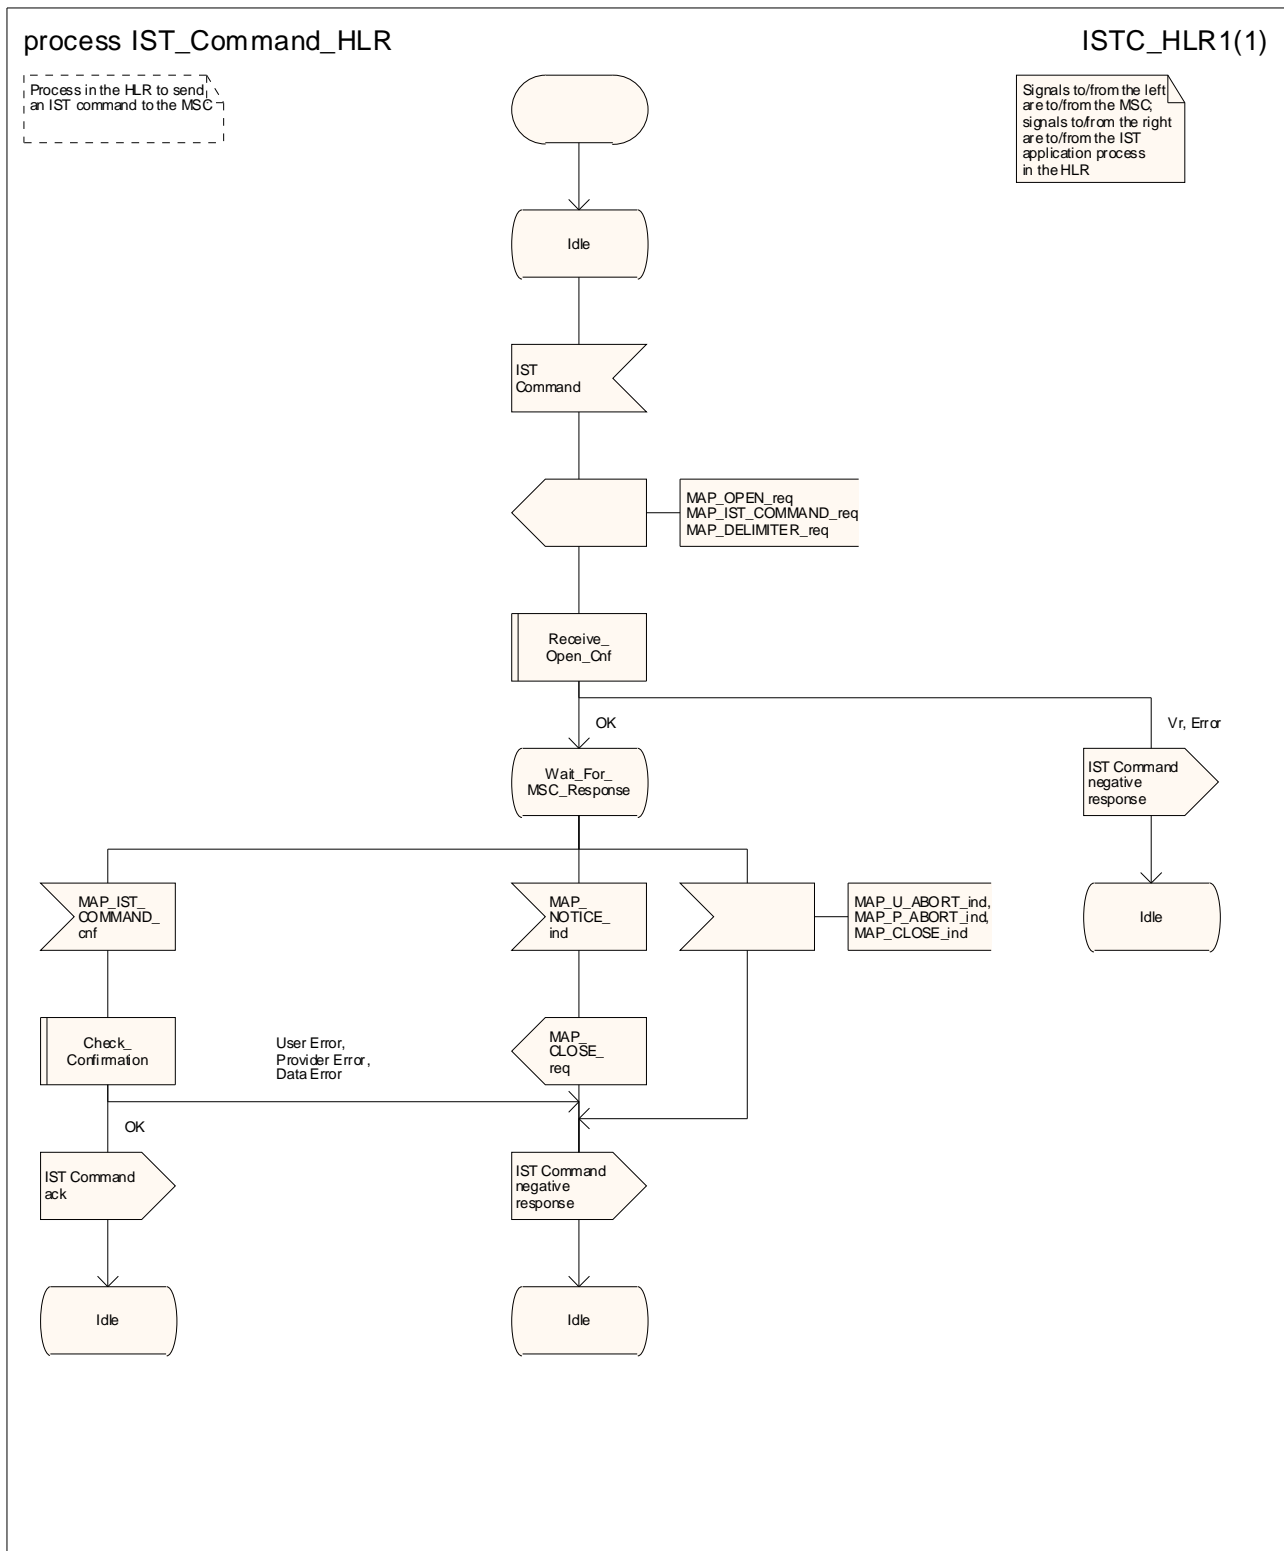 process IST_Command_HLR
ISTC_HLR1(1)
Process in the HLR to send
an IST command to the MSC
Signals to/from the left
are to/from the MSC;
signals to/from the right
are to/from the IST
application process
in the HLR
Idle
IST
Command
MAP_OPEN_req
MAP_IST_COMMAND_req
MAP_DELIMITER_req
Receive_
Open_Cnf
OK
Vr, Error
Wait_For_
MSC_Response
IST Command
negative
response
MAP_IST_
COMMAND_
cnf
MAP_
NOTICE_
ind
MAP_U_ABORT_ind,
MAP_P_ABORT_ind,
MAP_CLOSE_ind
Idle
Check_
Confirmation
User Error,
Provider Error,
Data Error
MAP_
CLOSE_
req
OK
IST Command
ack
IST Command
negative
response
Idle
Idle